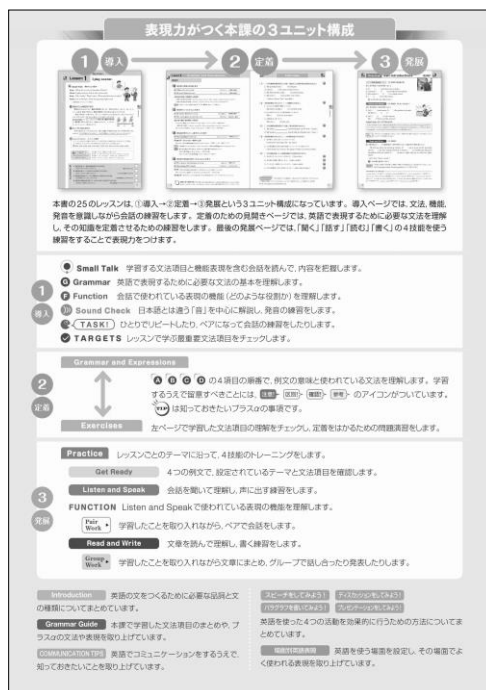 表現力がつく本課の3ユニット構成
1 導入
2 定着
3 発展
本書の25のレッスンは,①導入→②定着→③発展という3ユニット構成になっています。導入ページでは,文法,機能,
発音を意識しながら会話の練習をします。定着のための見開きページでは,英語で表現するために必要な文法を理解
し,その知識を定着させるための練習をします。最後の発展ページでは,「聞く」「話す」「読む」「書く」の4技能を使う
練習をすることで表現力をつけます。
1
導入
Small Talk 学習する文法項目と機能表現を含む会話を読んで,内容を把握します。
G Grammar 英語で表現するために必要な文法の基本を理解します。
F Function 会話で使われている表現の機能(どのような役割か)を理解します。
Sound Check 日本語とは違う「音」を中心に解説し,発音の練習をします。
TASK! ひとりでリピートしたり,ペアになって会話の練習をしたりします。
TARGETS レッスンで学ぶ最重要文法項目をチェックします。
2
定着
Grammar and Expressions
A B C D の4項目の順番で,例文の意味と使われている文法を理解します。学習
するうえで留意すべきことには,注意! 区別! 確認! 参考 のアイコンがついています。
TIP は知っておきたいプラスαの事項です。
Exercises 左ページで学習した文法項目の理解をチェックし,定着をはかるための問題演習をします。
3
発展
Practice レッスンごとのテーマに沿って,4技能のトレーニングをします。
Get Ready 4つの例文で,設定されているテーマと文法項目を確認します。
Listen and Speak 会話を聞いて理解し,声に出す練習をします。
FUNCTION Listen and Speakで使われている表現の機能を理解します。
Pair Work 学習したことを取り入れながら,ペアで会話をします。
Read and Write 文章を読んで理解し,書く練習をします。
Group Work 学習したことを取り入れながら文章にまとめ,グループで話し合ったり発表したりします。
Introduction 英語の文をつくるために必要な品詞と文
の種類についてまとめています。
Grammar Guide 本課で学習した文法項目のまとめや,プ
ラスαの文法や表現を取り上げています。
COMMUNICATION TIPS 英語でコミュニケーションをするうえで,
知っておきたいことを取り上げています。
スピーチをしてみよう! ディスカッションをしてみよう!
パラグラフを書いてみよう! プレゼンテーションをしてみよう!
英語を使った4つの活動を効果的に行うための方法についてま
とめています。
場面別英語表現 英語を使う場面を設定し,その場面でよ
く使われる表現を取り上げています。